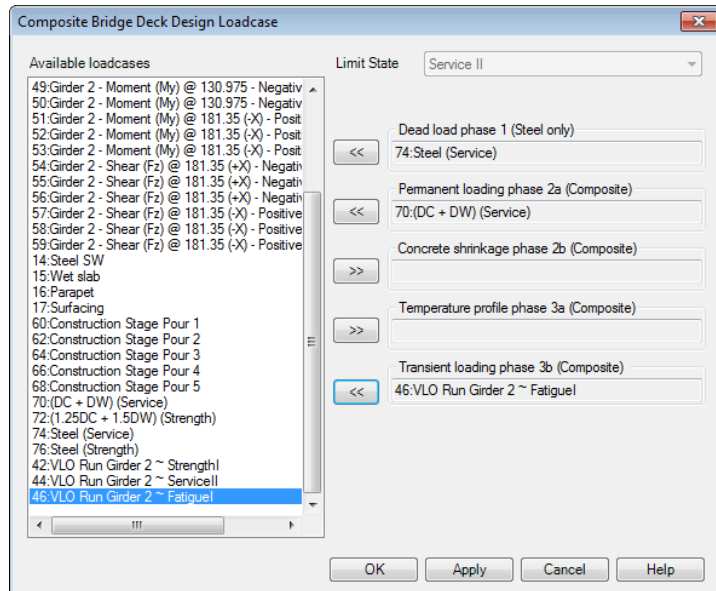 Composite Bridge Deck Design Loadcase
Available loadcases
49:Girder 2 - Moment (My) @ 130.975 - Negativ
50:Girder 2 - Moment (My) @ 130.975 - Negativ
51:Girder 2 - Moment (My) @ 181.35 (-X) - Posit
52:Girder 2 - Moment (My) @ 181.35 (-X) - Posit
53:Girder 2 - Moment (My) @ 181.35 (-X) - Posit
54:Girder 2 - Shear (Fz) @ 181.35 (+X) - Negativ
55:Girder 2 - Shear (Fz) @ 181.35 (+X) - Negativ
56:Girder 2 - Shear (Fz) @ 181.35 (+X) - Negativ
57:Girder 2 - Shear (Fz) @ 181.35 (-X) - Positive
58:Girder 2 - Shear (Fz) @ 181.35 (-X) - Positive
59:Girder 2 - Shear (Fz) @ 181.35 (-X) - Positive
14:Steel SW
15:Wet slab
16:Parapet
17:Surfacing
60:Construction Stage Pour 1
62:Construction Stage Pour 2
64:Construction Stage Pour 3
66:Construction Stage Pour 4
68:Construction Stage Pour 5
70:(DC + DW) (Service)
72:(1.25DC + 1.5DW) (Strength)
74:Steel (Service)
76:Steel (Strength)
42:VLO Run Girder 2 ~ StrengthI
44:VLO Run Girder 2 ~ ServiceII
46:VLO Run Girder 2 ~ FatigueI
Limit State
Service II
Dead load phase 1 (Steel only)
<<
74:Steel (Service)
Permanent loading phase 2a (Composite)
<<
70:(DC + DW) (Service)
Concrete shrinkage phase 2b (Composite)
>>
Temperature profile phase 3a (Composite)
>>
Transient loading phase 3b (Composite)
<<
46:VLO Run Girder 2 ~ FatigueI
OK
Apply
Cancel
Help